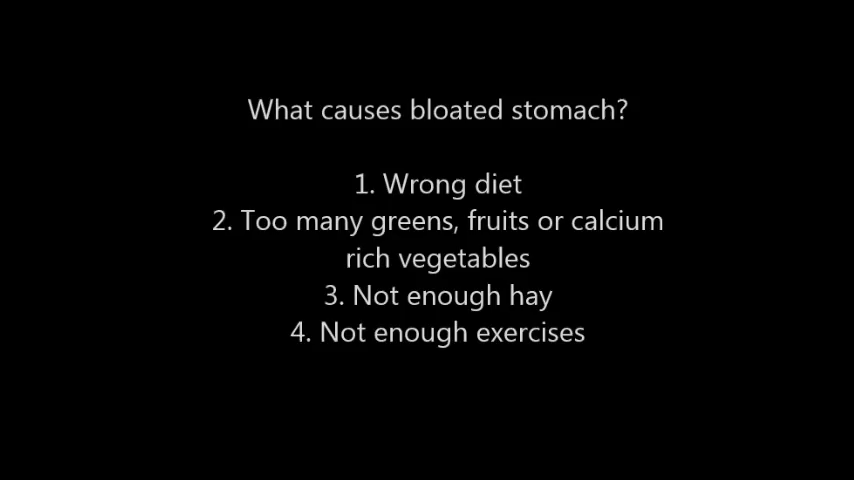 What causes bloated stomach?
1. Wrong diet
2. Too many greens, fruits or calcium
rich vegetables
3. Not enough hay
4. Not enough exercises